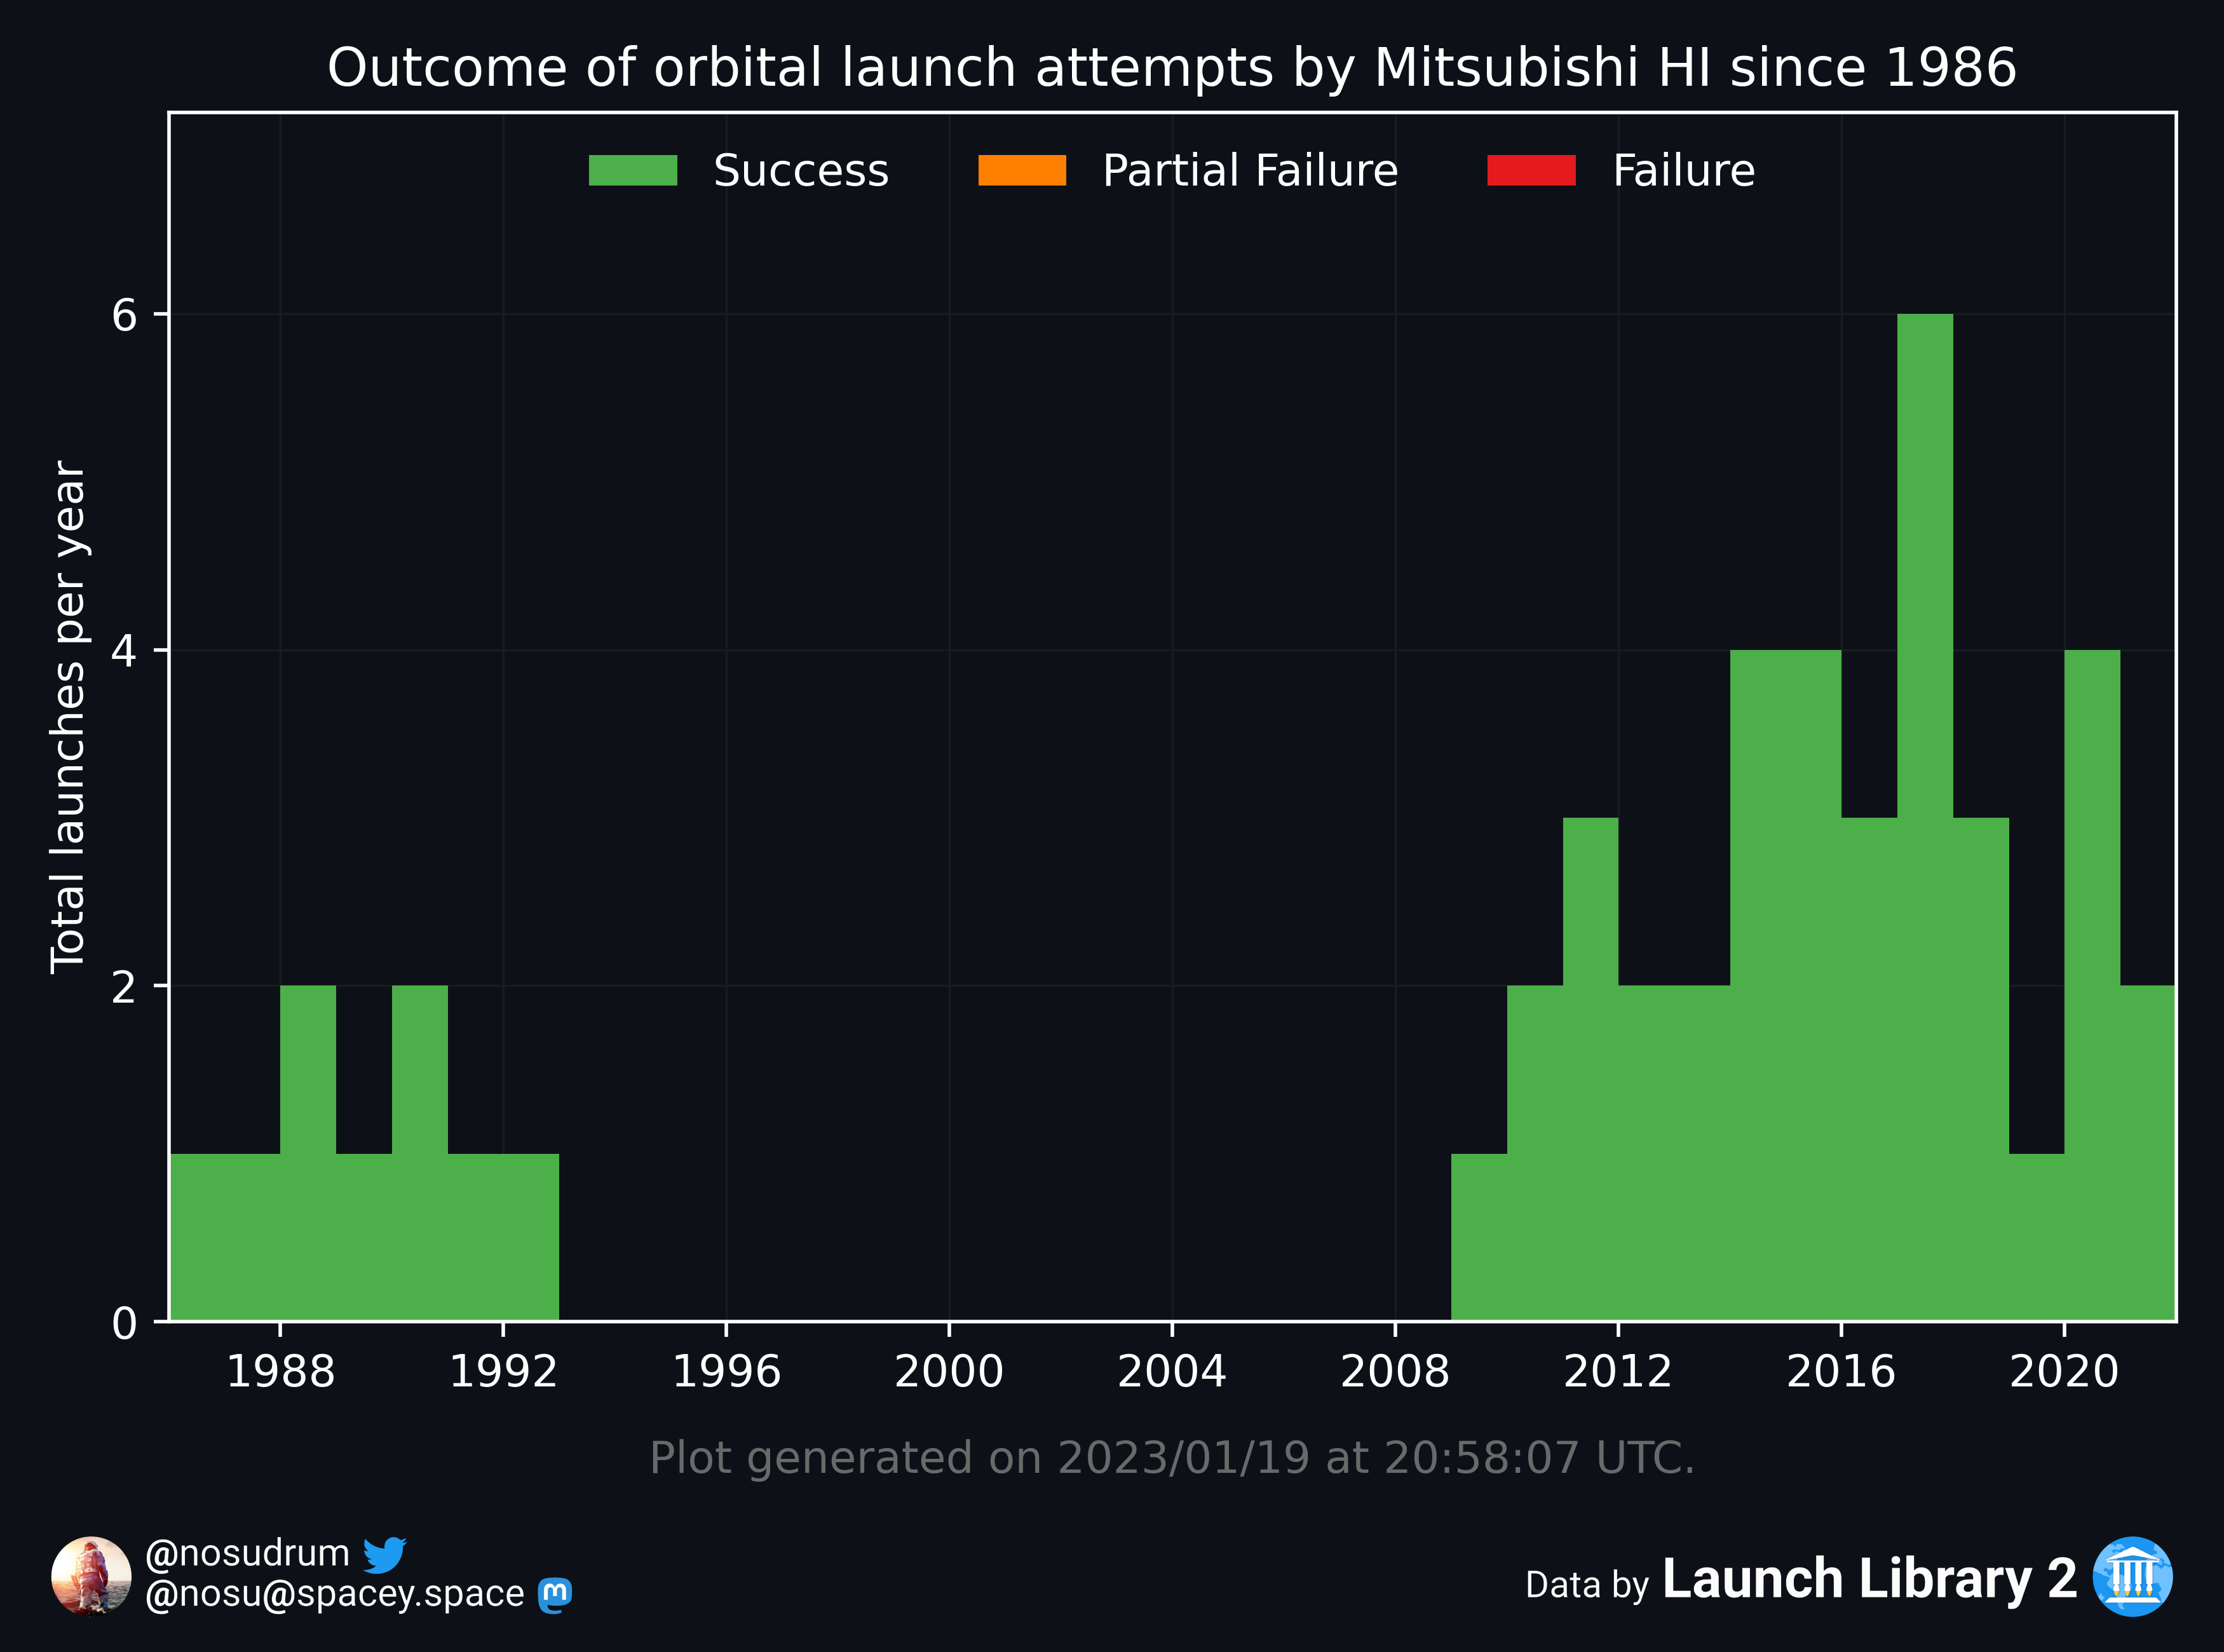 Outcome of orbital launch attempts by Mitsubishi HI since 1986
Success Partial Failure Failure
Total launches per year
6
4
2
0
1988 1992 1996 2000 2004 2008 2012 2016 2020
Plot generated on 2023/01/19 at 20:58:07 UTC.
@nosudrum
@nosu@spacey.space
Data by Launch Library 2